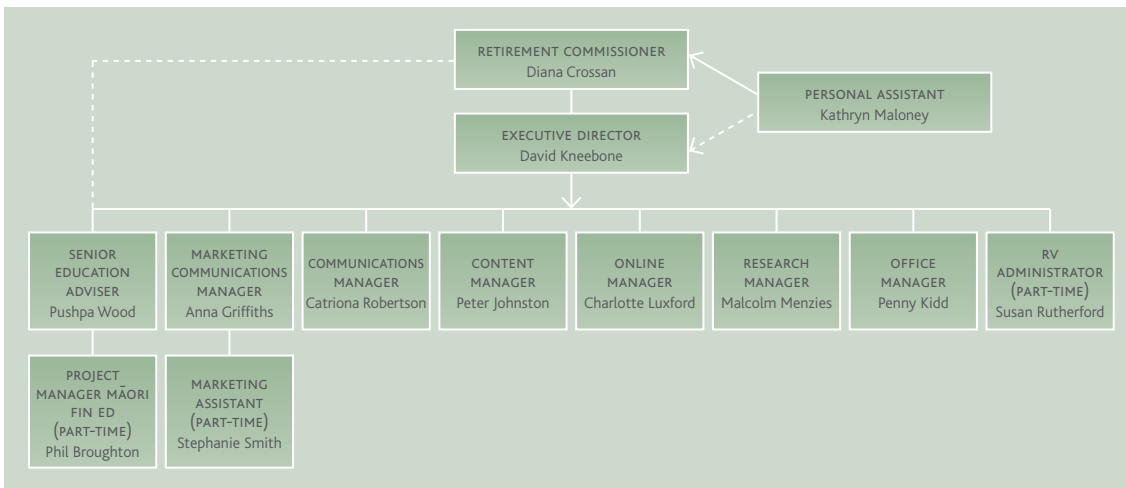 RETIREMENT COMMISSIONER
Diana Crossan
PERSONAL ASSISTANT
Kathryn Maloney
EXECUTIVE DIRECTOR
David Kneebone
SENIOR
EDUCATION
ADVISER
Pushpa Wood
MARKETING
COMMUNICATIONS
MANAGER
Anna Griffiths
COMMUNICATIONS
MANAGER
Catriona Robertson
CONTENT
MANAGER
Peter Johnston
ONLINE
MANAGER
Charlotte Luxford
RESEARCH
MANAGER
Malcolm Menzies
OFFICE
MANAGER
Penny Kidd
RV
ADMINISTRATOR
(PART-TIME)
Susan Rutherford
PROJECT
MANAGER MĀORI
FIN ED
(PART-TIME)
Phil Broughton
MARKETING
ASSISTANT
(PART-TIME)
Stephanie Smith